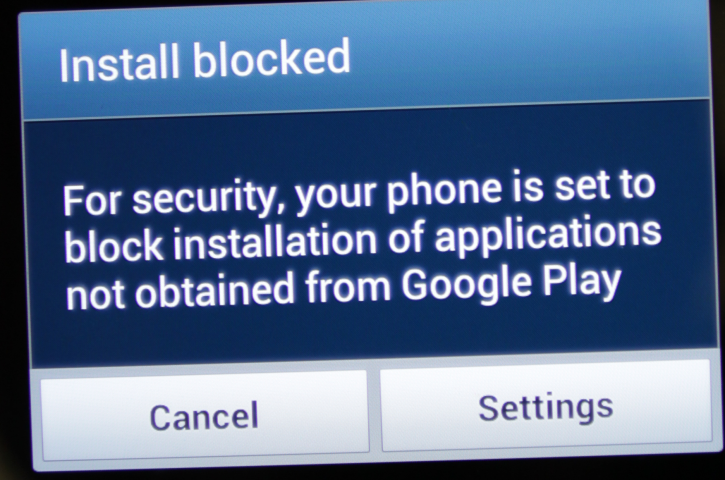 Install blocked
For security, your phone is set to
block installation of applications
not obtained from Google Play
Cancel
Settings